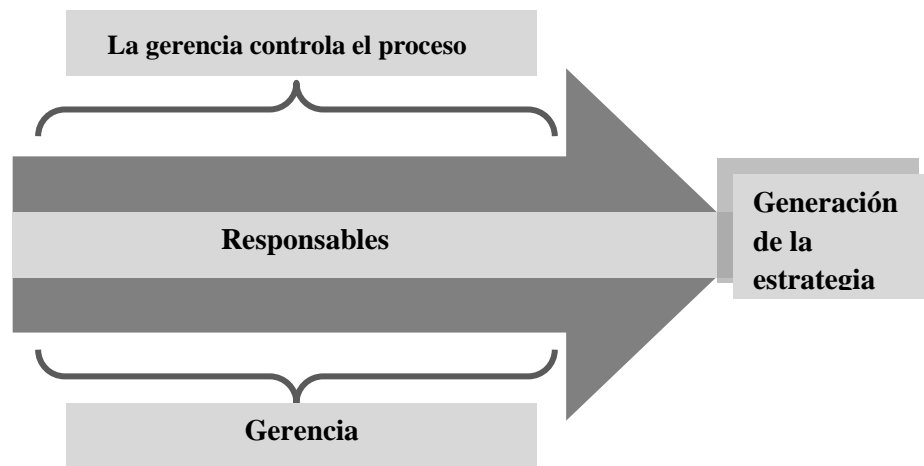 La gerencia controla el proceso
Responsables
Generación
de la
estrategia
Gerencia